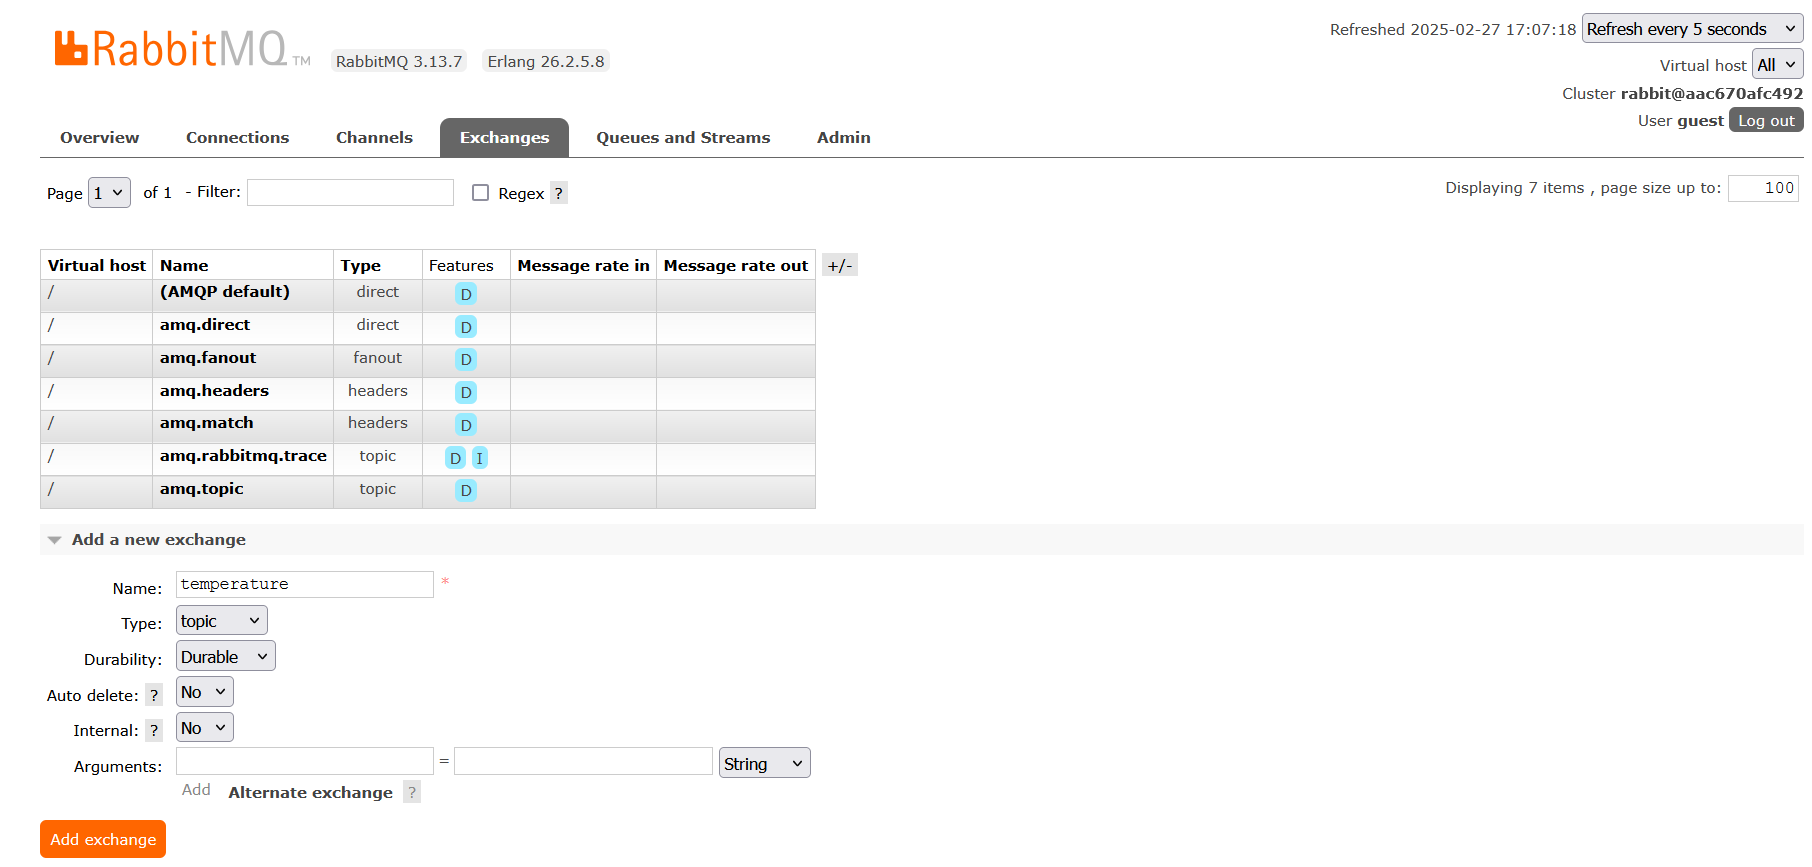 RabbitMQ TM RabbitMQ 3.13.7 Erlang 26.2.5.8
Refreshed 2025-02-27 17:07:18 Refresh every 5 seconds
Virtual host All
Cluster rabbit@aac670afc492
User guest Log out
Overview Connections Channels Exchanges Queues and Streams Admin
Page 1 of 1 - Filter: Regex ? Displaying 7 items , page size up to: 100
Virtual host Name Type Features Message rate in Message rate out +/-
/ (AMQP default) direct D
/ amq.direct direct D
/ amq.fanout fanout D
/ amq.headers headers D
/ amq.match headers D
/ amq.rabbitmq.trace topic D I
/ amq.topic topic D
Add a new exchange
Name: temperature *
Type: topic
Durability: Durable
Auto delete: ? No
Internal: ? No
Arguments: = String
Add Alternate exchange ?
Add exchange